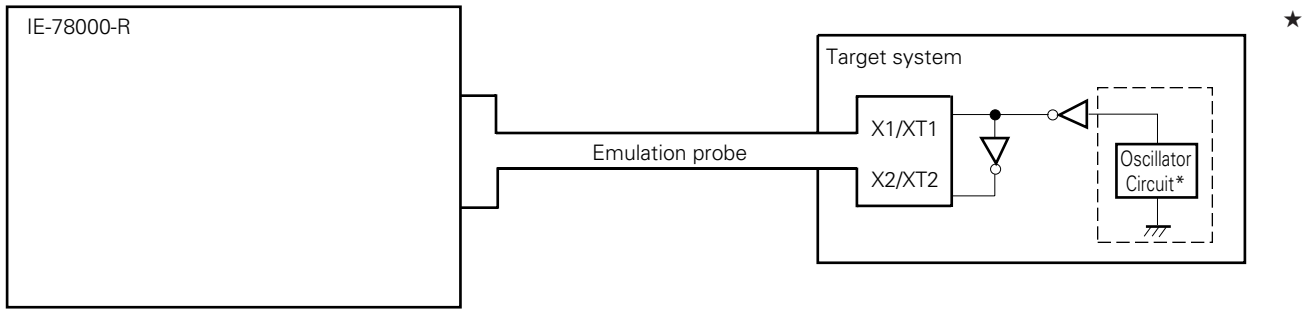 IE-78000-R
★
Target system
X1/XT1
Emulation probe
X2/XT2
Oscillator
Circuit*